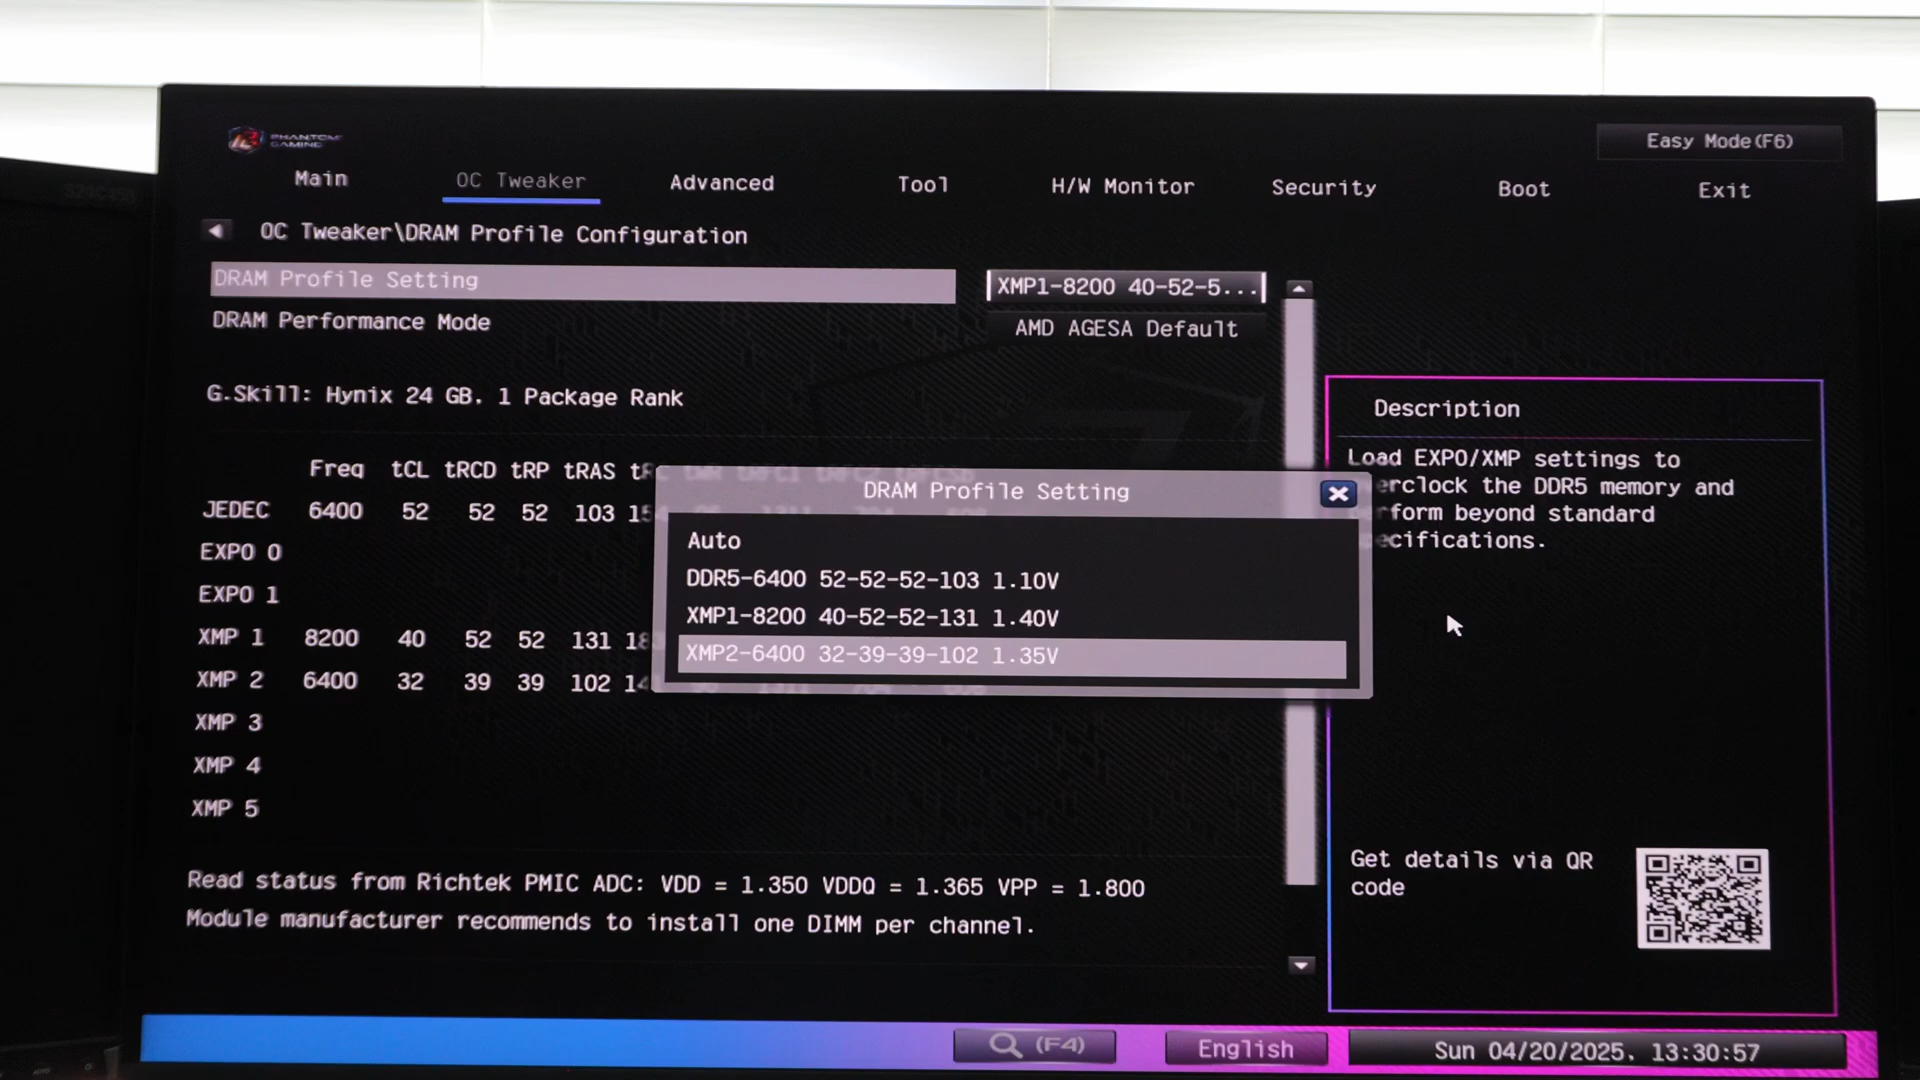 PHANTOM GAMING
Easy Mode(F6)
Main OC Tweaker Advanced Tool H/W Monitor Security Boot Exit
OC Tweaker\DRAM Profile Configuration
DRAM Profile Setting XMP1-8200 40-52-5...
DRAM Performance Mode AMD AGESA Default
G.Skill: Hynix 24 GB. 1 Package Rank
Freq tCL tRCD tRP tRAS
JEDEC 6400 52 52 52 103
EXPO 0
EXPO 1
XMP 1 8200 40 52 52 131
XMP 2 6400 32 39 39 102
XMP 3
XMP 4
XMP 5
DRAM Profile Setting
Auto
DDR5-6400 52-52-52-103 1.10V
XMP1-8200 40-52-52-131 1.40V
XMP2-6400 32-39-39-102 1.35V
Read status from Richtek PMIC ADC: VDD = 1.350 VDDQ = 1.365 VPP = 1.800
Module manufacturer recommends to install one DIMM per channel.
Description
Load EXPO/XMP settings to
erclock the DDR5 memory and
form beyond standard
ecifications.
Get details via QR
code
(F4) English Sun 04/20/2025. 13:30:57